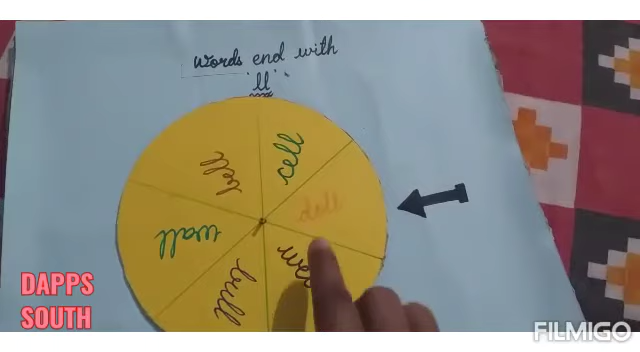 Words end with
"ll"
cell
bell
doll
wall
bull
DAPPS
SOUTH
FILMIGO